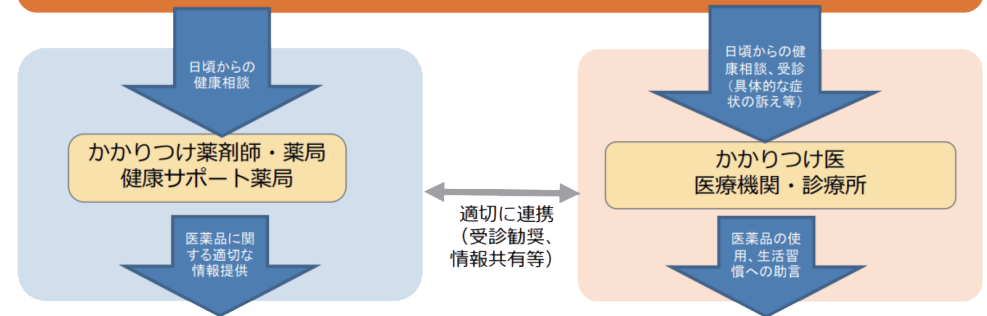 日頃からの
健康相談
かかりつけ薬剤師・薬局
健康サポート薬局
医薬品に関
する適切な
情報提供
適切に連携
（受診勧奨、
情報共有等）
日頃からの健
康相談、受診
（具体的な症
状の訴え等）
かかりつけ医
医療機関・診療所
医薬品の使
用、生活習
慣への助言